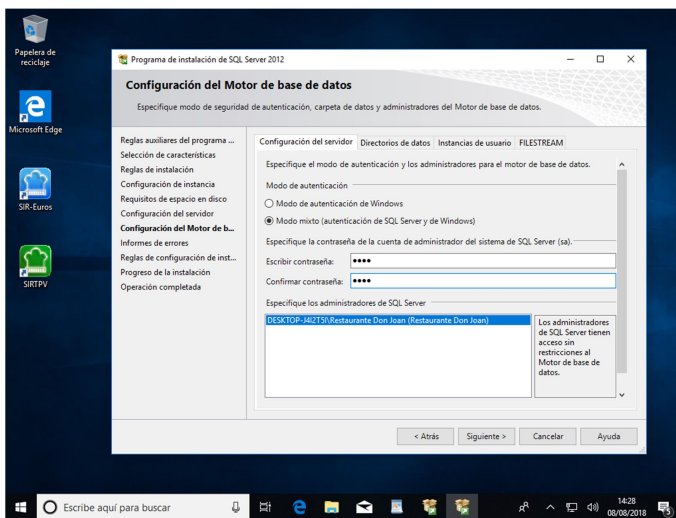 Papelera de
reciclaje
Microsoft Edge
SIR-Euros
SIRTPV
Programa de instalación de SQL Server 2012
Configuración del Motor de base de datos
Especifique modo de seguridad de autenticación, carpeta de datos y administradores del Motor de base de datos.
Reglas auxiliares del programa ...
Selección de características
Reglas de instalación
Configuración de instancia
Requisitos de espacio en disco
Configuración del servidor
Configuración del Motor de b...
Informes de errores
Reglas de configuración de inst...
Progreso de la instalación
Operación completada
Configuración del servidor Directorios de datos Instancias de usuario FILESTREAM
Especifique el modo de autenticación y los administradores para el motor de base de datos.
Modo de autenticación
Modo de autenticación de Windows
Modo mixto (autenticación de SQL Server y de Windows)
Especifique la contraseña de la cuenta de administrador del sistema de SQL Server (sa).
Escribir contraseña: ●●●●
Confirmar contraseña: ●●●●
Especifique los administradores de SQL Server
DESKTOP-J4I2T5I\Restaurante Don Joan (Restaurante Don Joan)
Los administradores
de SQL Server tienen
acceso sin
restricciones al
Motor de base de
datos.
< Atrás Siguiente > Cancelar Ayuda
Escribe aquí para buscar
14:28
08/08/2018